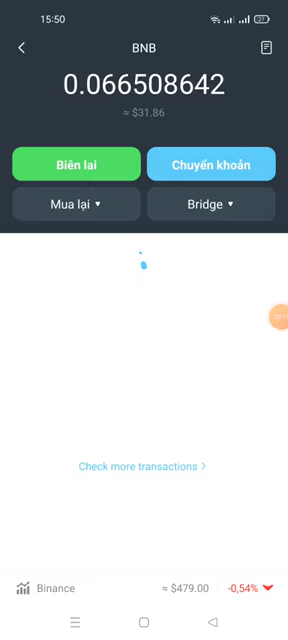 15:50
27
BNB
0.066508642
≈ $31.86
Biên lai
Chuyển khoản
Mua lại ▼
Bridge ▼
Check more transactions >
Binance ≈ $479.00 -0,54%